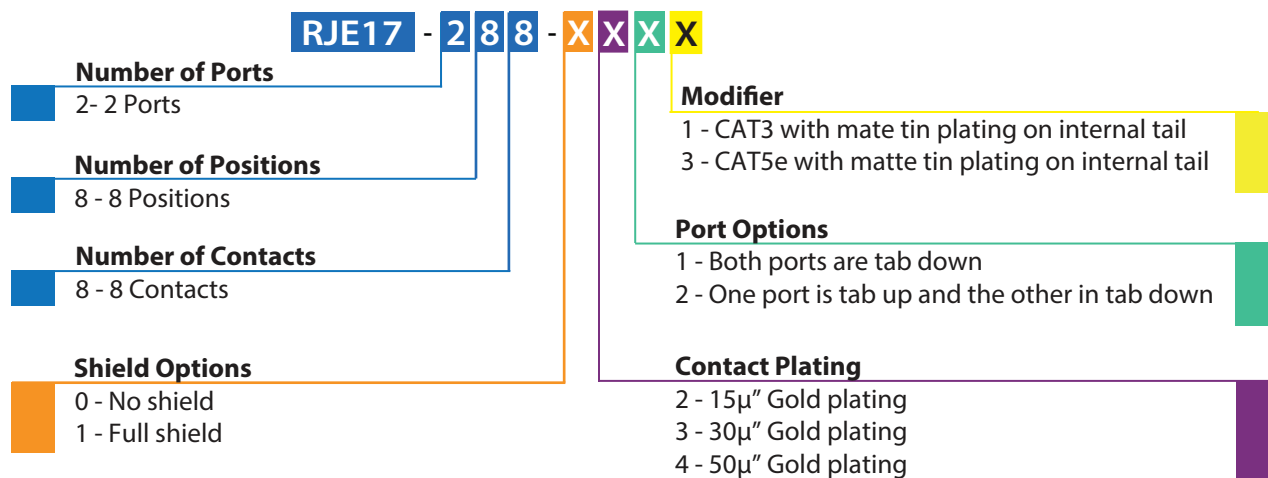 RJE17 - 2 8 8 - X X X X
Number of Ports
2- 2 Ports
Number of Positions
8 - 8 Positions
Number of Contacts
8 - 8 Contacts
Shield Options
0 - No shield
1 - Full shield
Modifier
1 - CAT3 with mate tin plating on internal tail
3 - CAT5e with matte tin plating on internal tail
Port Options
1 - Both ports are tab down
2 - One port is tab up and the other in tab down
Contact Plating
2 - 15µ” Gold plating
3 - 30µ” Gold plating
4 - 50µ” Gold plating